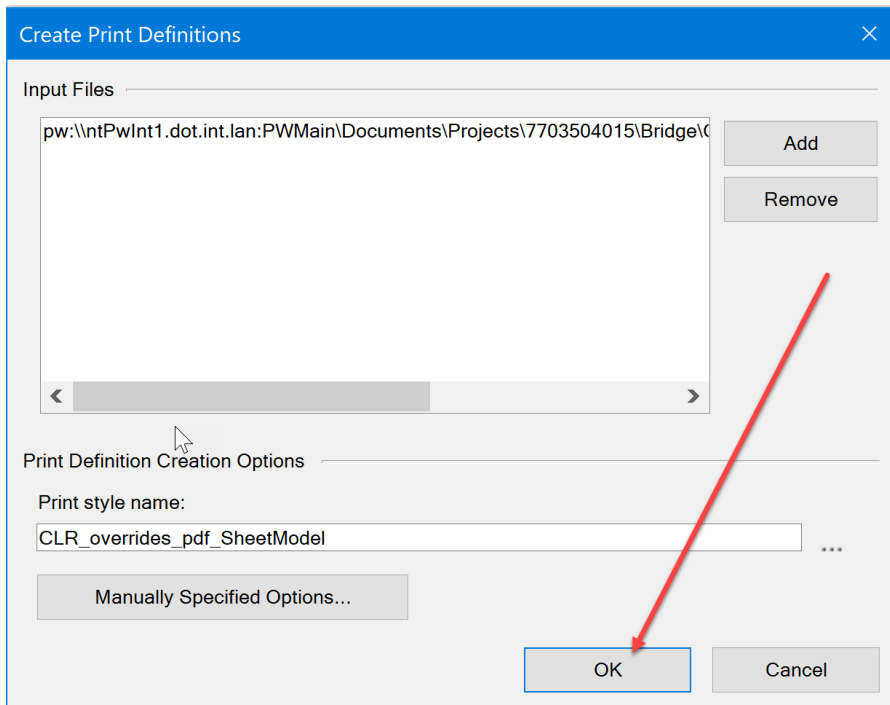 Create Print Definitions
Input Files
pw:\\ntPwInt1.dot.int.lan:PWMain\Documents\Projects\7703504015\Bridge\
Add
Remove
Print Definition Creation Options
Print style name:
CLR_overrides_pdf_SheetModel
...
Manually Specified Options...
OK
Cancel